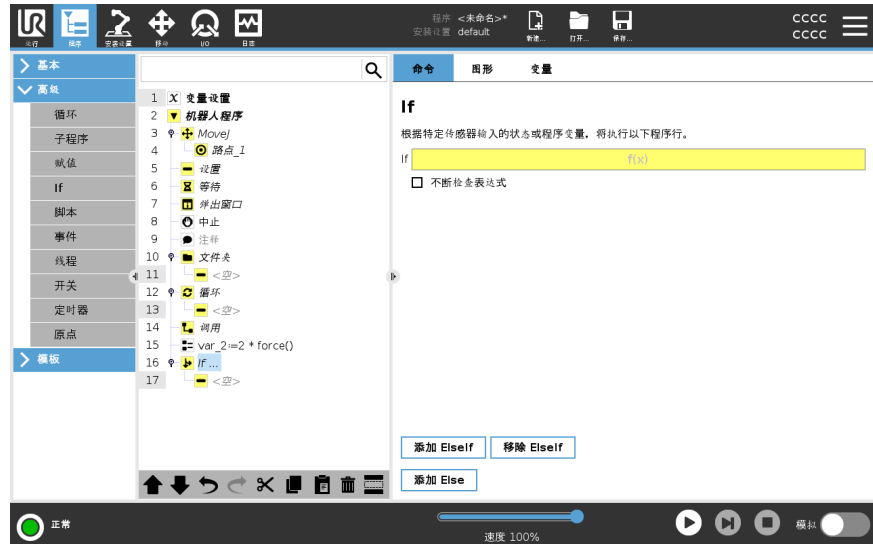 程序 <未命名>*
安装设置 default
CCCC
CCCC
运行 程序 安装设置 移动 I/O 日志 新建... 打开... 保存...
基本
高级
循环
子程序
赋值
If
脚本
事件
线程
开关
定时器
原点
模板
1 X 变量设置
2 机器人程序
3 MoveJ
4 路点_1
5 设置
6 等待
7 弹出窗口
8 中止
9 注释
10 文件夹
11 <空>
12 循环
13 <空>
14 调用
15 var_2:=2 * force()
16 If ...
17 <空>
命令 图形 变量
If
根据特定传感器输入的状态或程序变量，将执行以下程序行。
If f(x)
不断检查表达式
添加 ElseIf 移除 ElseIf
添加 Else
正常
速度 100%
模拟